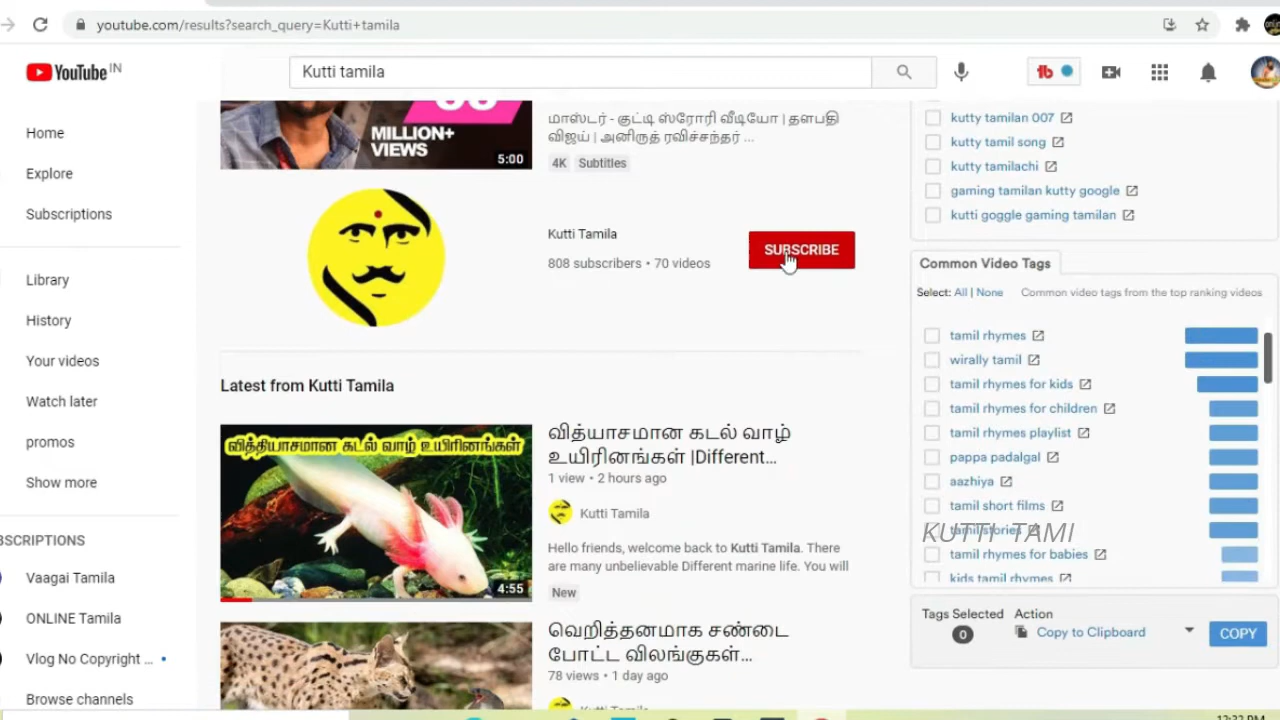 youtube.com/results?search_query=Kutti+tamila
YouTube IN
Kutti tamila
Home
Explore
Subscriptions
Library
History
Your videos
Watch later
promos
Show more
Vaagai Tamila
ONLINE Tamila
Vlog No Copyright ...
Browse channels
MILLION+
VIEWS
5:00
மாஸ்டர் - குட்டி ஸ்ரோரி வீடியோ | தளபதி
விஜய் | அனிருத் ரவிச்சந்தர் ...
4K Subtitles
Kutti Tamila
808 subscribers • 70 videos
SUBSCRIBE
Latest from Kutti Tamila
வித்தியாசமான கடல் வாழ் உயிரினங்கள்
4:55
வித்யாசமான கடல் வாழ்
உயிரினங்கள் |Different...
1 view • 2 hours ago
Kutti Tamila
Hello friends, welcome back to Kutti Tamila. There
are many unbelievable Different marine life. You will
New
வெறித்தனமாக சண்டை
போட்ட விலங்குகள்...
78 views • 1 day ago
Kutti Tamila
kutty tamilan 007
kutty tamil song
kutty tamilachi
gaming tamilan kutty google
kutti goggle gaming tamilan
Common Video Tags
Select: All | None Common video tags from the top ranking videos
tamil rhymes
wirally tamil
tamil rhymes for kids
tamil rhymes for children
tamil rhymes playlist
pappa padalgal
aazhiya
tamil short films
tamil stories
KUTTI TAMI
tamil rhymes for babies
kids tamil rhymes
Tags Selected Action
0 Copy to Clipboard COPY
12:32 PM